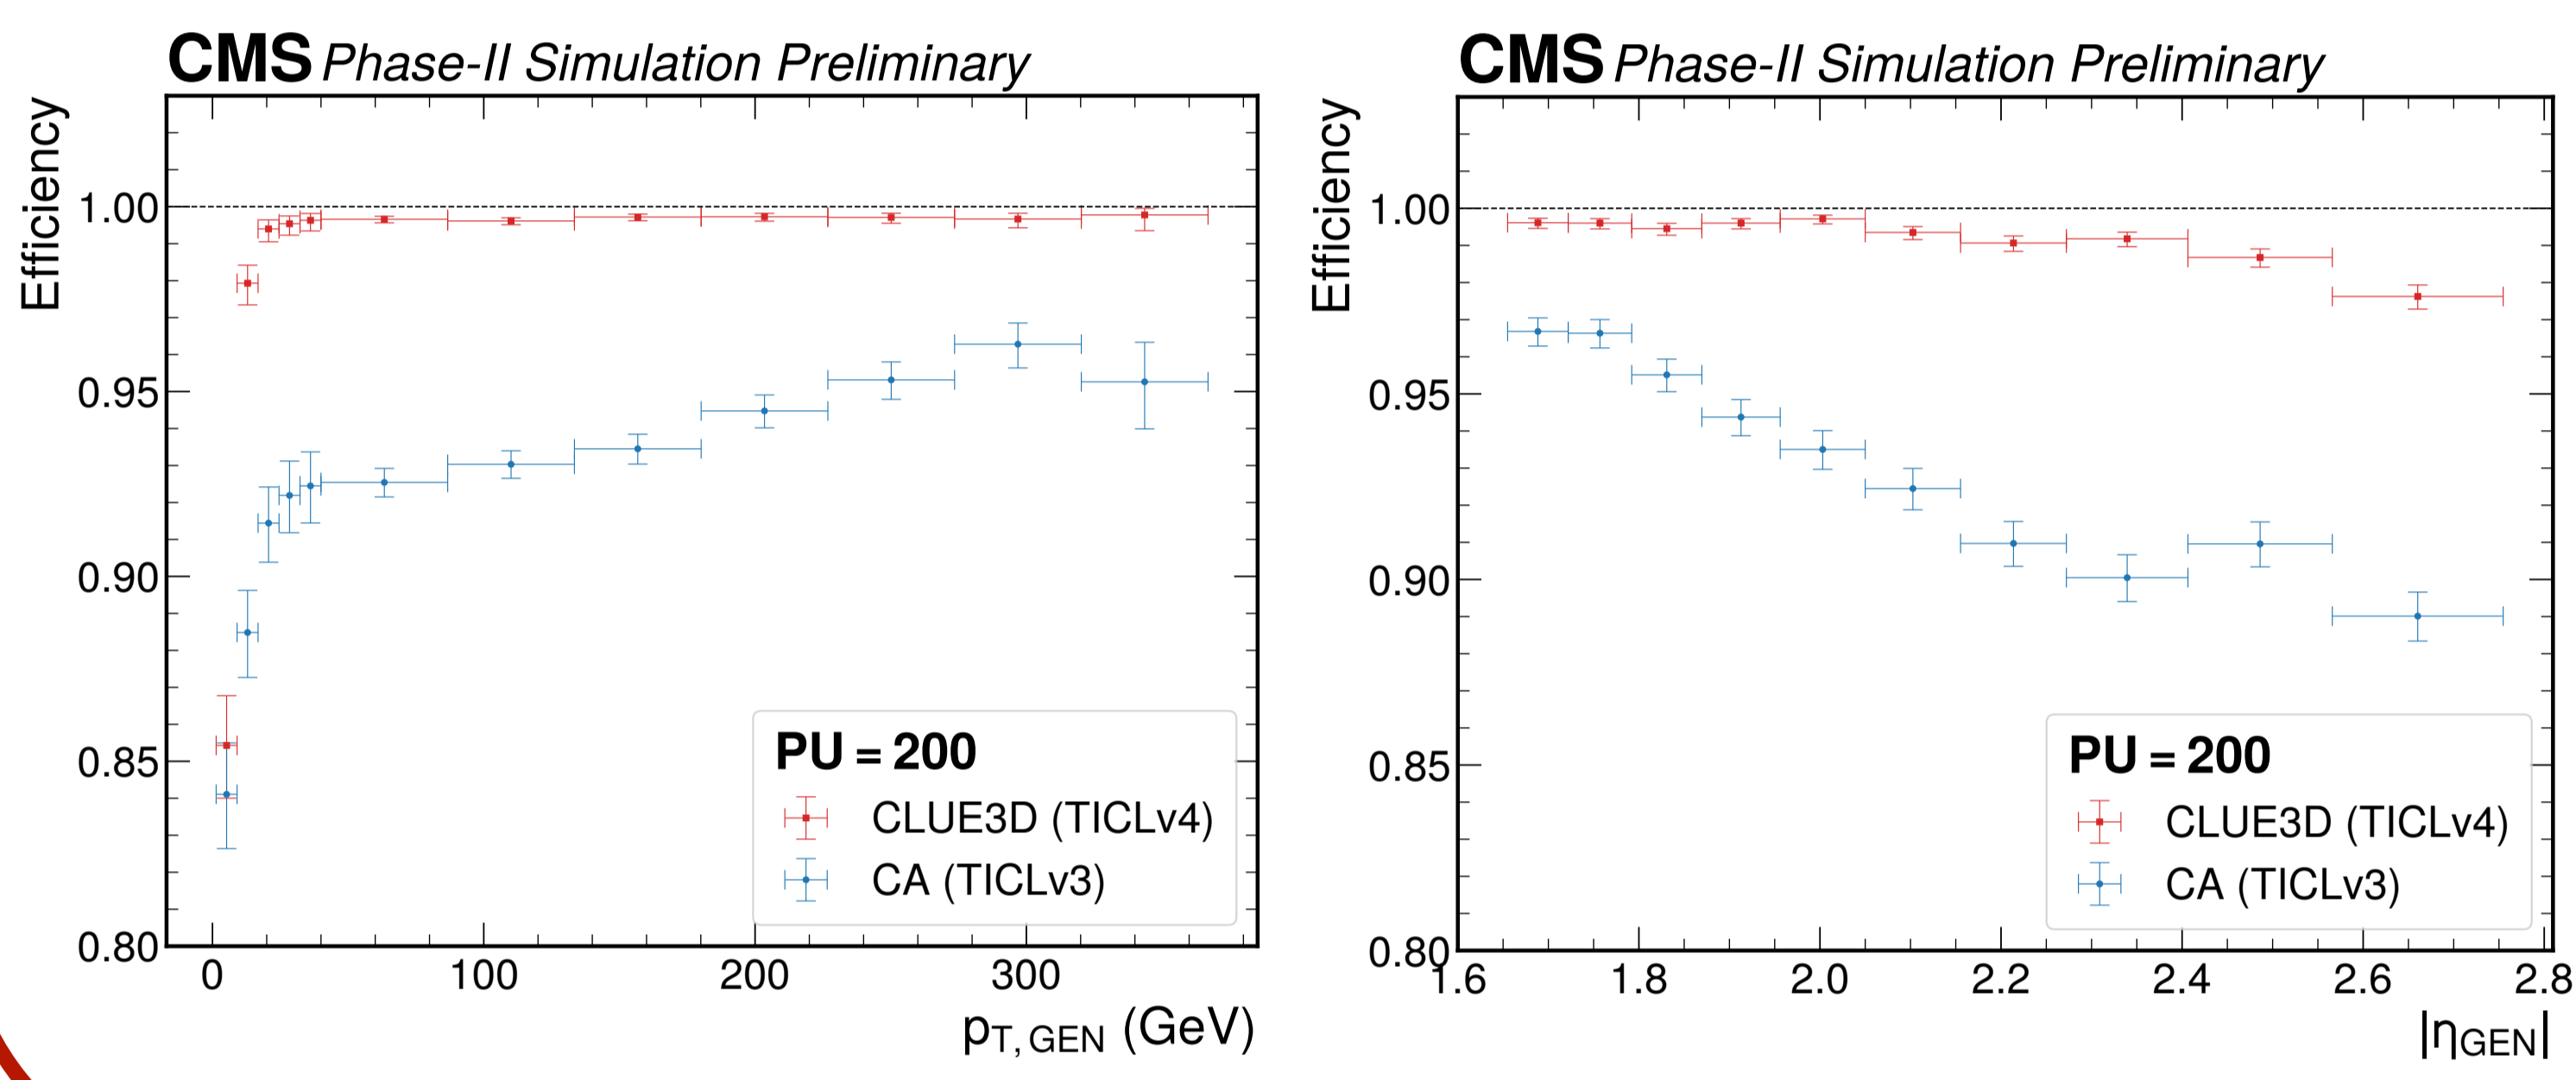 CMS Phase-II Simulation Preliminary
Efficiency
1.00
0.95
0.90
0.85
0.80
PU = 200
CLUE3D (TICLv4)
CA (TICLv3)
0 100 200 300
pT, GEN (GeV)
CMS Phase-II Simulation Preliminary
Efficiency
1.00
0.95
0.90
0.85
0.80
PU = 200
CLUE3D (TICLv4)
CA (TICLv3)
1.6 1.8 2.0 2.2 2.4 2.6 2.8
|ηGEN|